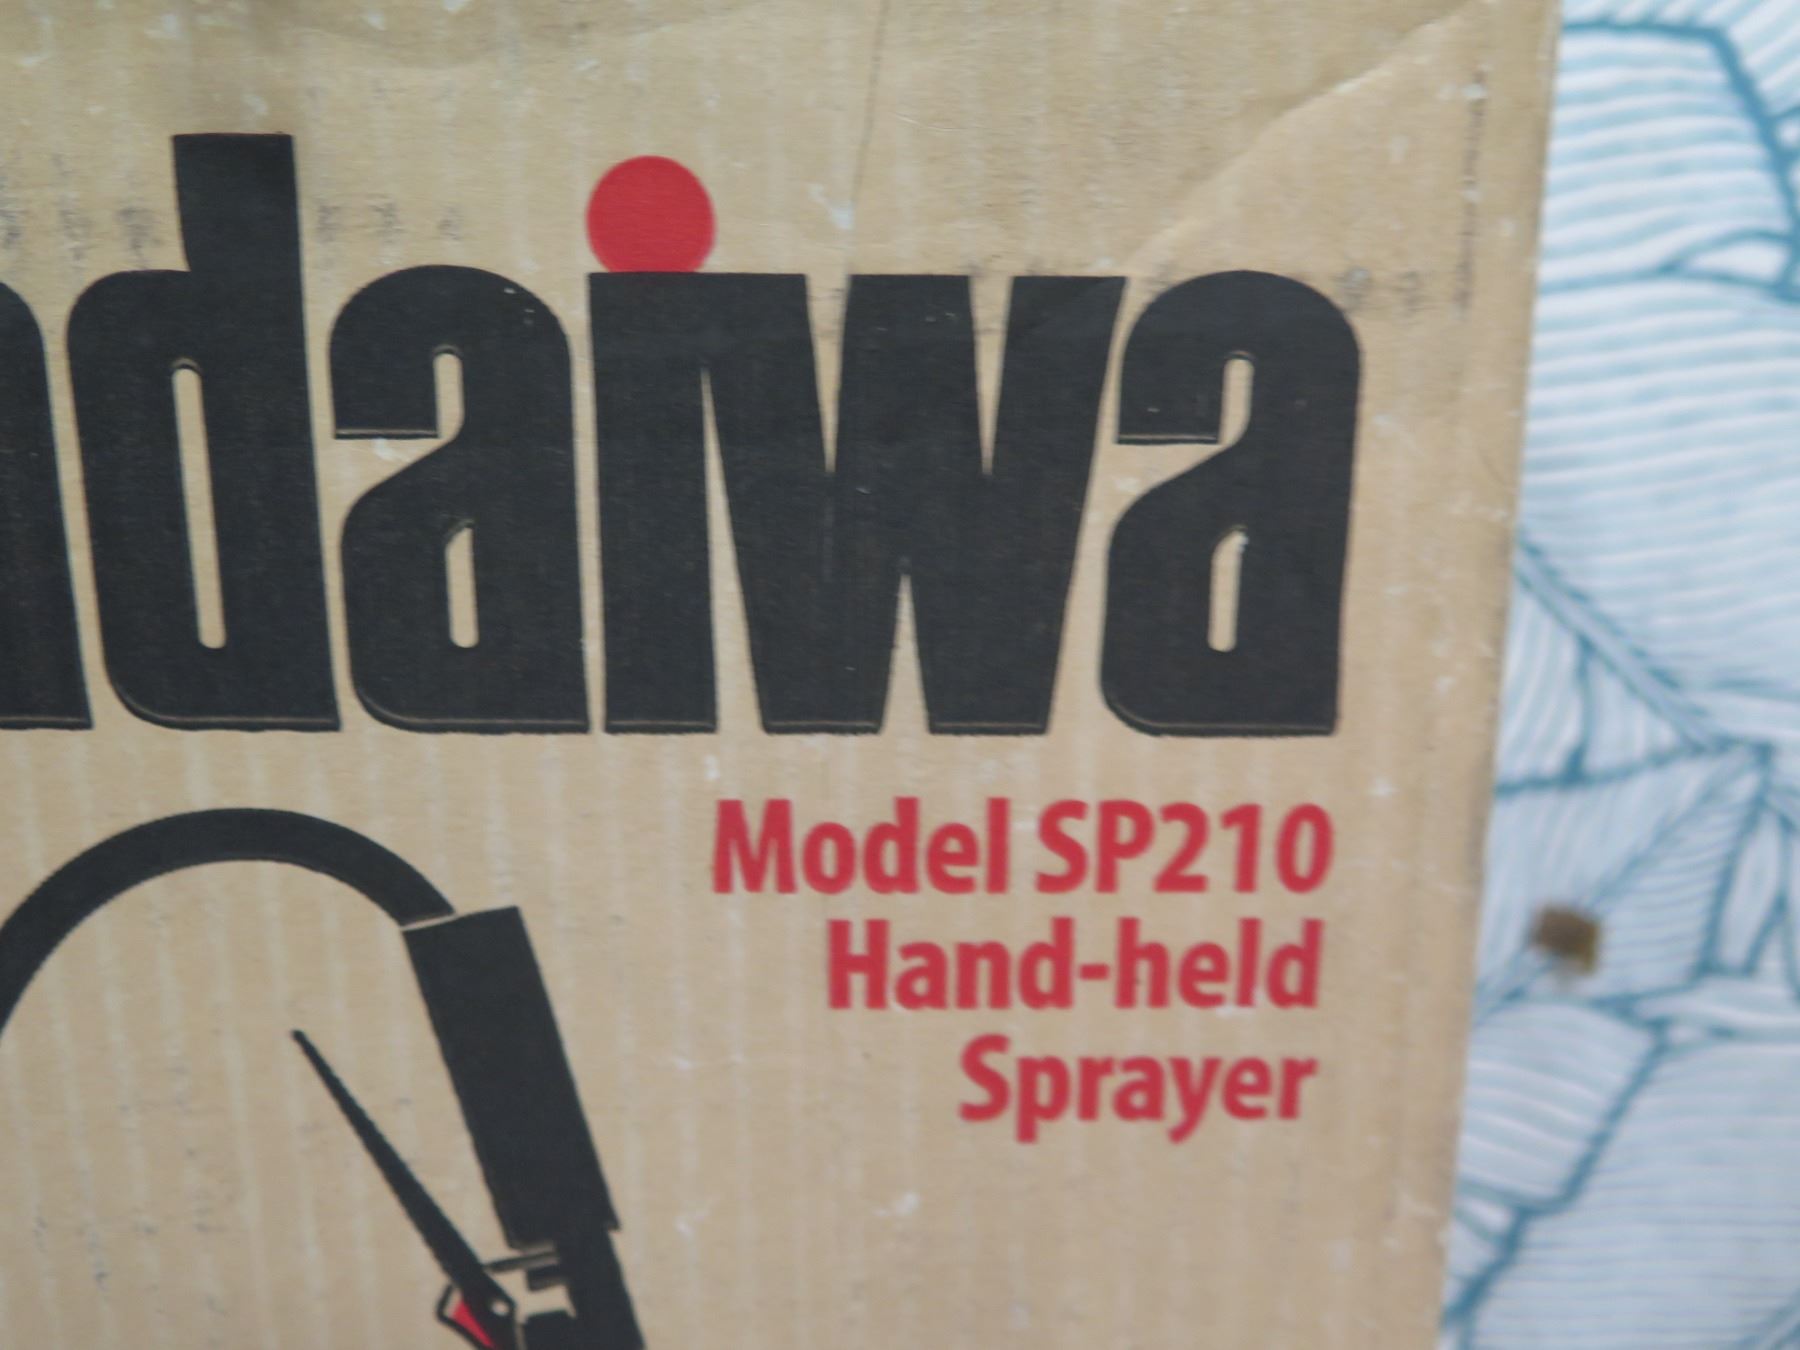 ndaiwa
Model SP210
Hand-held
Sprayer